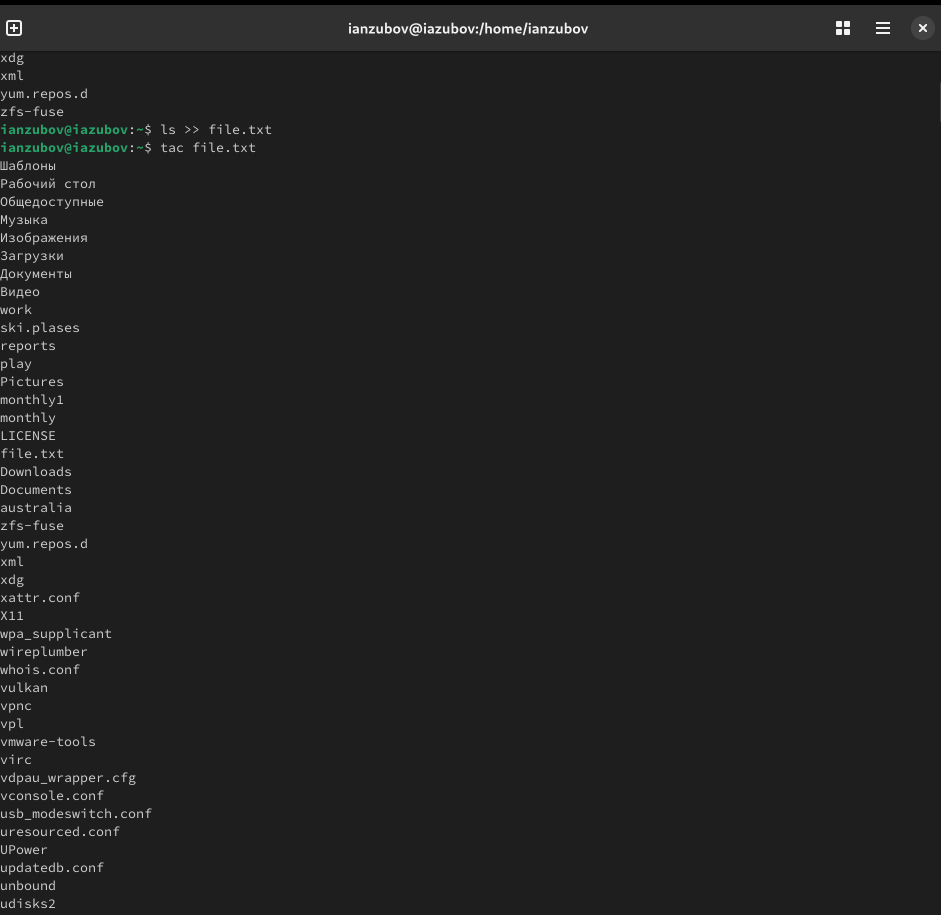 ianzubov@iazubov:/home/ianzubov
xdg
xml
yum.repos.d
zfs-fuse
ianzubov@iazubov:~$ ls >> file.txt
ianzubov@iazubov:~$ tac file.txt
Шаблоны
Рабочий стол
Общедоступные
Музыка
Изображения
Загрузки
Документы
Видео
work
ski.plases
reports
play
Pictures
monthly1
monthly
LICENSE
file.txt
Downloads
Documents
australia
zfs-fuse
yum.repos.d
xml
xdg
xattr.conf
X11
wpa_supplicant
wireplumber
whois.conf
vulkan
vpnc
vpl
vmware-tools
virc
vdpau_wrapper.cfg
vconsole.conf
usb_modeswitch.conf
uresourced.conf
UPower
updatedb.conf
unbound
udisks2